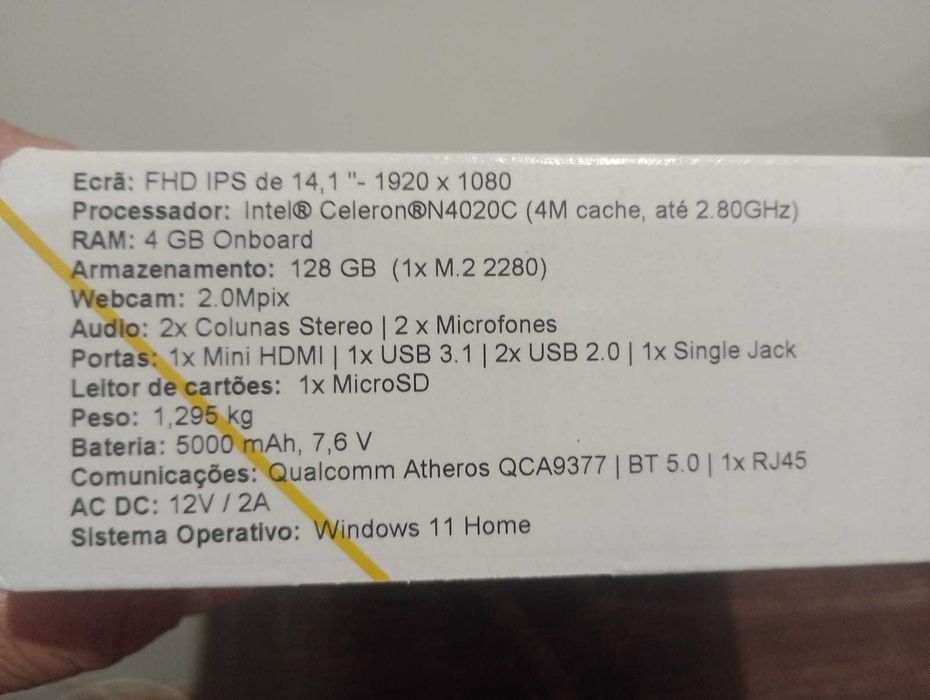 Ecrã: FHD IPS de 14,1 "- 1920 x 1080
Processador: Intel® Celeron®N4020C (4M cache, até 2.80GHz)
RAM: 4 GB Onboard
Armazenamento: 128 GB (1x M.2 2280)
Webcam: 2.0Mpix
Audio: 2x Colunas Stereo | 2 x Microfones
Portas: 1x Mini HDMI | 1x USB 3.1 | 2x USB 2.0 | 1x Single Jack
Leitor de cartões: 1x MicroSD
Peso: 1,295 kg
Bateria: 5000 mAh, 7,6 V
Comunicações: Qualcomm Atheros QCA9377 | BT 5.0 | 1x RJ45
AC DC: 12V / 2A
Sistema Operativo: Windows 11 Home